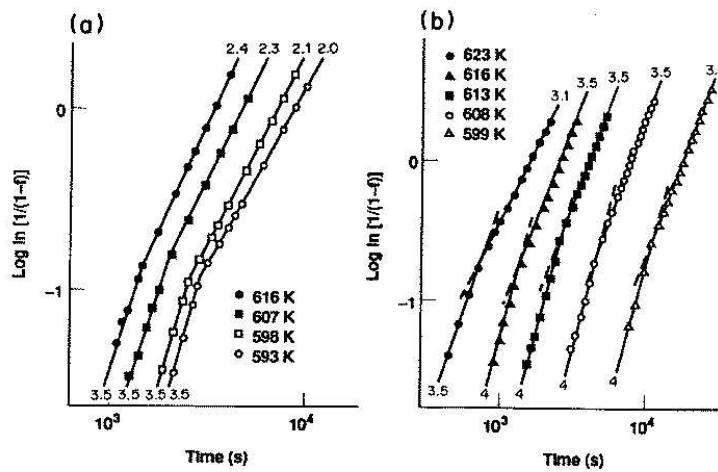 (a)
2.4
2.3
2.1
2.0
0
-1
Log ln [1/(1-f)]
616 K
607 K
598 K
593 K
3.5
3.5
3.5
3.5
10³
10⁴
Time (s)
(b)
623 K
616 K
613 K
608 K
599 K
3.1
3.5
3.5
3.5
0
-1
Log ln [1/(1-f)]
3.5
4
4
4
4
10³
10⁴
Time (s)